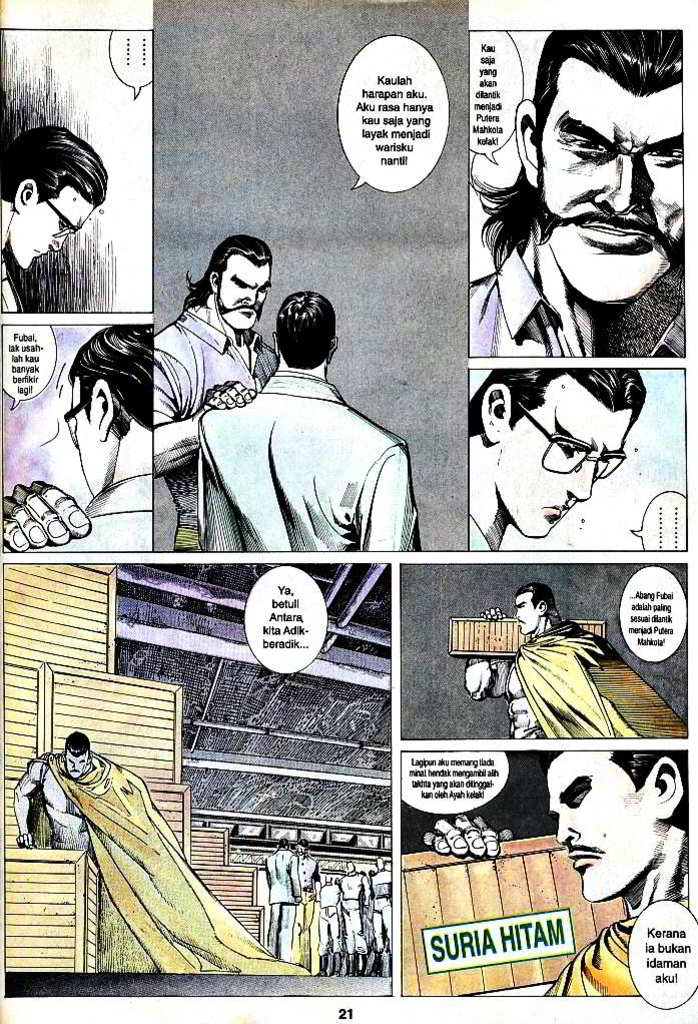 ......
Kaulah
harapan aku.
Aku rasa hanya
kau saja yang
layak menjadi
warisku
nanti!
Kau
saja
yang
akan
dilantik
menjadi
Putera
Mahkota
kelak!
Fubai,
tak usah-
lah kau
banyak
berfikir
lagi!
......
Ya,
betul!
Antara
kita Adik-
beradik...
...Abang Fubai
adalah paling
sesuai dilantik
menjadi Putera
Mahkota!
Lagipun aku memang tiada
minat hendak mengambil alih
takhta yang akan ditinggal-
kan oleh Ayah kelak!
SURIA HITAM
Kerana
ia bukan
idaman
aku!
21